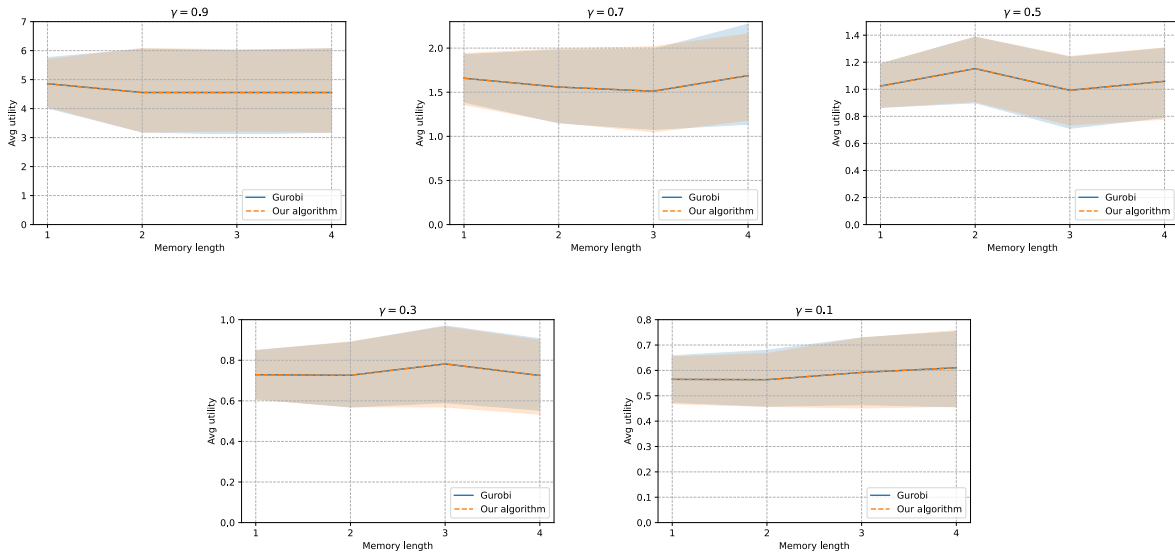 γ = 0.9
7
6
5
4
3
2
1
0
Avg utility
1 2 3 4
Memory length
Gurobi
Our algorithm
γ = 0.7
2.0
1.5
1.0
0.5
0.0
Avg utility
1 2 3 4
Memory length
Gurobi
Our algorithm
γ = 0.5
1.4
1.2
1.0
0.8
0.6
0.4
0.2
0.0
Avg utility
1 2 3 4
Memory length
Gurobi
Our algorithm
γ = 0.3
1.0
0.8
0.6
0.4
0.2
0.0
Avg utility
1 2 3 4
Memory length
Gurobi
Our algorithm
γ = 0.1
0.8
0.7
0.6
0.5
0.4
0.3
0.2
0.1
0.0
Avg utility
1 2 3 4
Memory length
Gurobi
Our algorithm